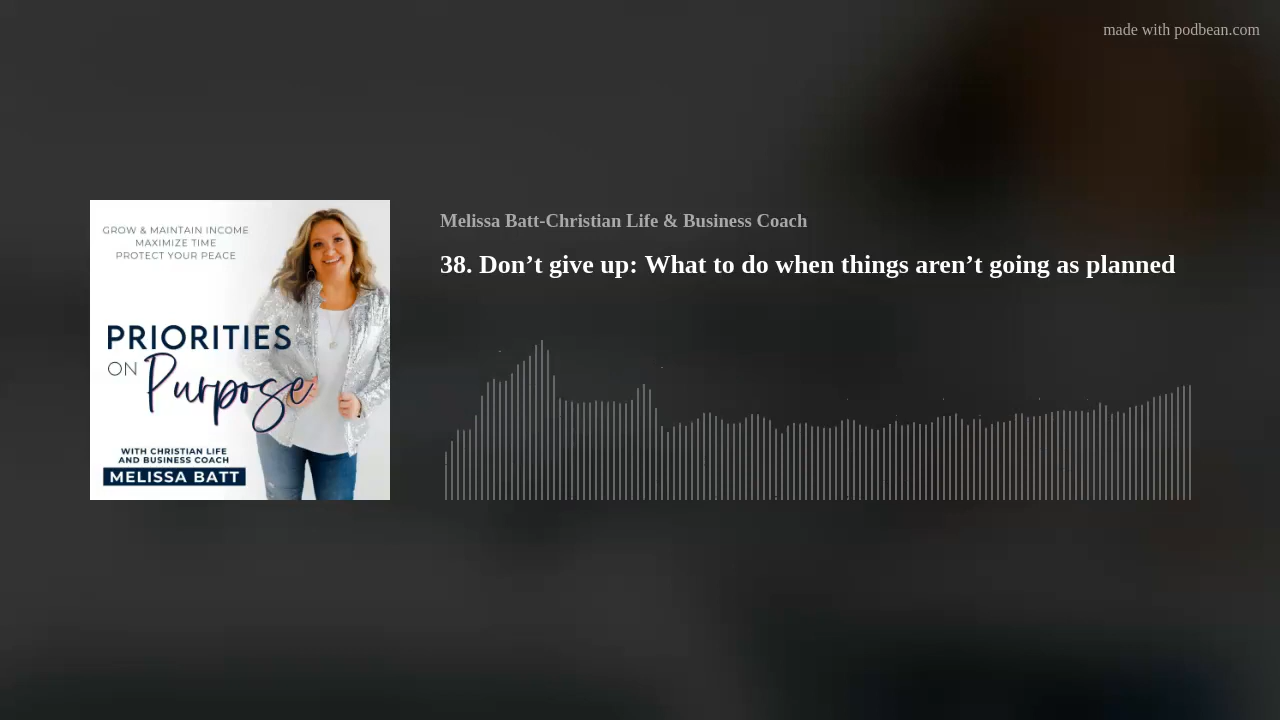 made with podbean.com
GROW & MAINTAIN INCOME
MAXIMIZE TIME
PROTECT YOUR PEACE
PRIORITIES
ON Purpose
WITH CHRISTIAN LIFE
AND BUSINESS COACH
MELISSA BATT
Melissa Batt-Christian Life & Business Coach
38. Don’t give up: What to do when things aren’t going as planned